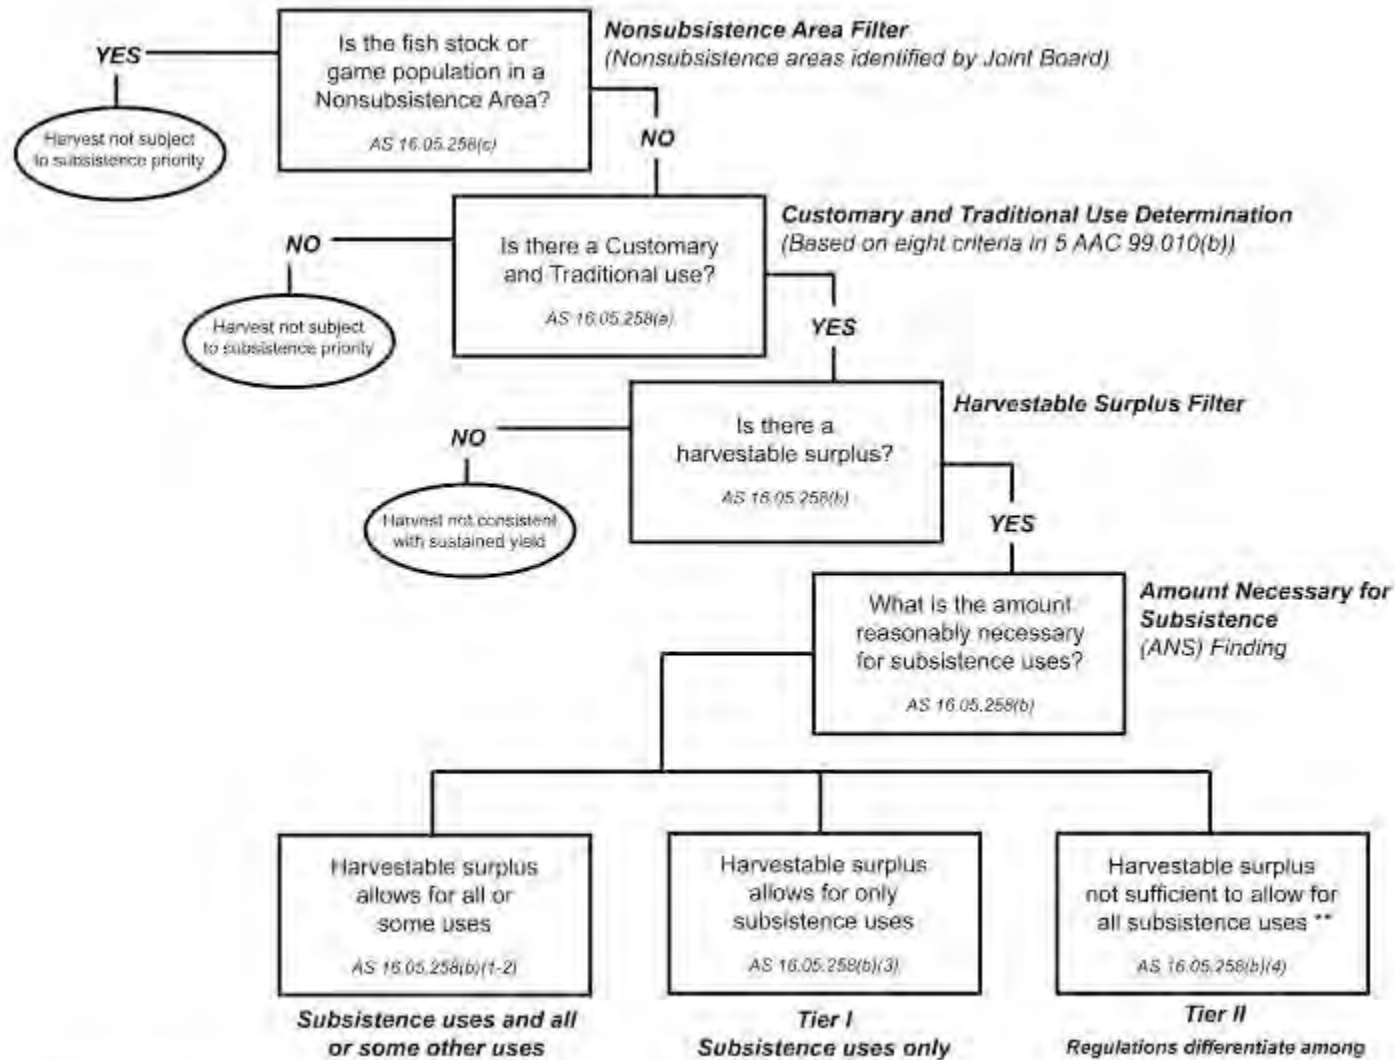 Is the fish stock or
game population in a
Nonsubsistence Area?
AS 16.05.258(c)
Nonsubsistence Area Filter
(Nonsubsistence areas identified by Joint Board)
YES
Harvest not subject
to subsistence priority
NO
Is there a Customary
and Traditional use?
AS 16.05.258(a)
Customary and Traditional Use Determination
(Based on eight criteria in 5 AAC 99.010(b))
NO
Harvest not subject
to subsistence priority
YES
Is there a
harvestable surplus?
AS 16.05.258(b)
Harvestable Surplus Filter
NO
Harvest not consistent
with sustained yield
YES
What is the amount
reasonably necessary
for subsistence uses?
AS 16.05.258(b)
Amount Necessary for
Subsistence
(ANS) Finding
Harvestable surplus
allows for all or
some uses
AS 16.05.258(b)(1-2)
Subsistence uses and all
or some other uses
Harvestable surplus
allows for only
subsistence uses
AS 16.05.258(b)(3)
Tier I
Subsistence uses only
Harvestable surplus
not sufficient to allow for
all subsistence uses **
AS 16.05.258(b)(4)
Tier II
Regulations differentiate among